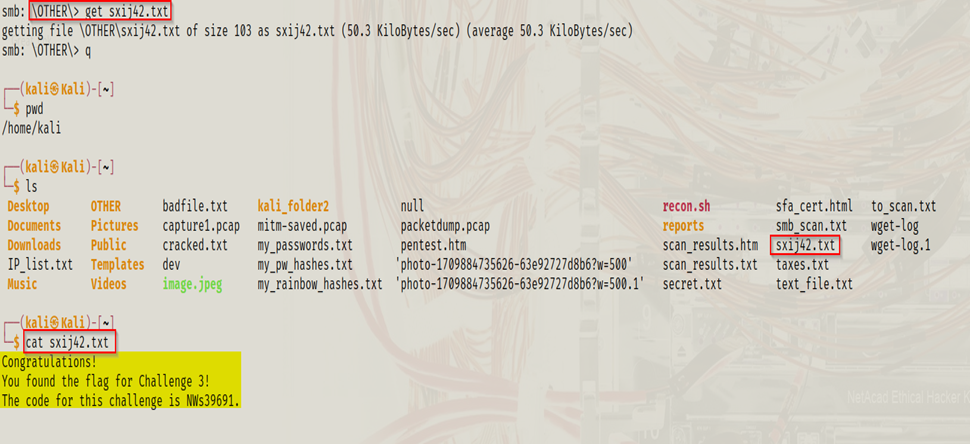 smb: \OTHER\> get sxij42.txt
getting file \OTHER\sxij42.txt of size 103 as sxij42.txt (50.3 KiloBytes/sec) (average 50.3 KiloBytes/sec)
smb: \OTHER\> q
┌──(kali㉿Kali)-[~]
└─$ pwd
/home/kali
┌──(kali㉿Kali)-[~]
└─$ ls
Desktop OTHER badfile.txt kali_folder2 null recon.sh sfa_cert.html to_scan.txt
Documents Pictures capture1.pcap mitm-saved.pcap packetdump.pcap reports smb_scan.txt wget-log
Downloads Public cracked.txt my_passwords.txt pentest.htm scan_results.htm sxij42.txt wget-log.1
IP_list.txt Templates dev my_pw_hashes.txt 'photo-1709884735626-63e92727d8b6?w=500' scan_results.txt taxes.txt
Music Videos image.jpeg my_rainbow_hashes.txt 'photo-1709884735626-63e92727d8b6?w=500.1' secret.txt text_file.txt
┌──(kali㉿Kali)-[~]
└─$ cat sxij42.txt
Congratulations!
You found the flag for Challenge 3!
The code for this challenge is NWs39691.
NetAcad Ethical Hacker K